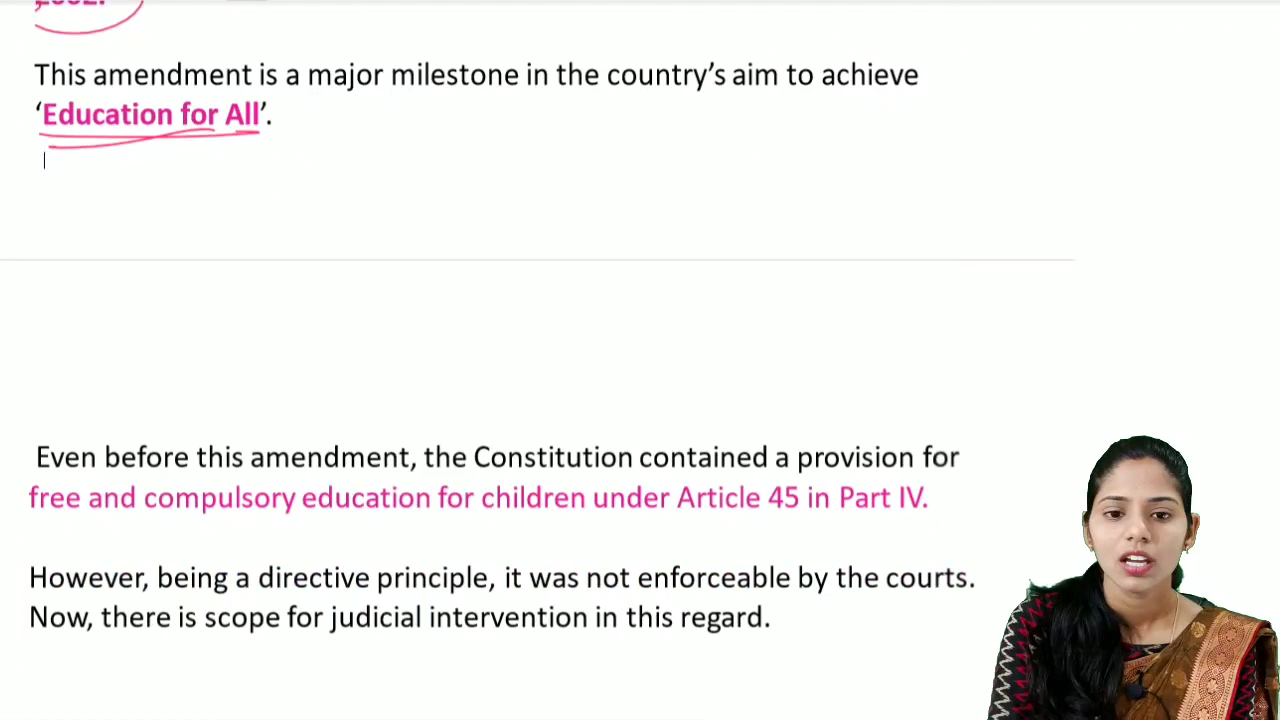 This amendment is a major milestone in the country’s aim to achieve
‘Education for All’.
Even before this amendment, the Constitution contained a provision for
free and compulsory education for children under Article 45 in Part IV.
However, being a directive principle, it was not enforceable by the courts.
Now, there is scope for judicial intervention in this regard.